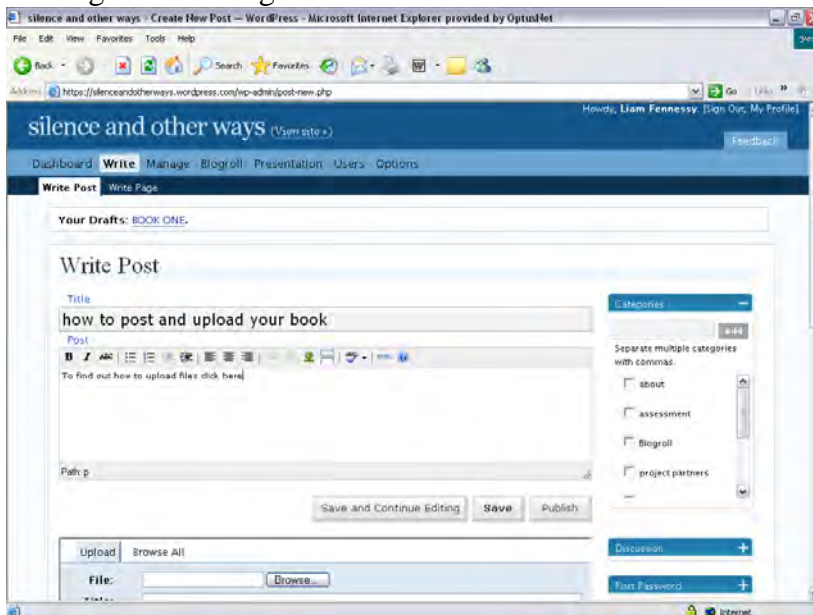 silence and other ways › Create New Post — WordPress - Microsoft Internet Explorer provided by OptusNet
File Edit View Favorites Tools Help
Back Search Favorites
Address https://silenceandotherways.wordpress.com/wp-admin/post-new.php Go Links »
Howdy, Liam Fennessy. [Sign Out, My Profile]
silence and other ways (View site »)
Feedback
Dashboard Write Manage Blogroll Presentation Users Options
Write Post Write Page
Your Drafts: BOOK ONE.
Write Post
Title
how to post and upload your book
Post
B I ABC
To find out how to upload files click here
Path: p
Save and Continue Editing Save Publish
Categories
add
Separate multiple categories
with commas.
about
assessment
Blogroll
project partners
Discussion
Post Password
Upload Browse All
File: Browse...
Title:
Internet